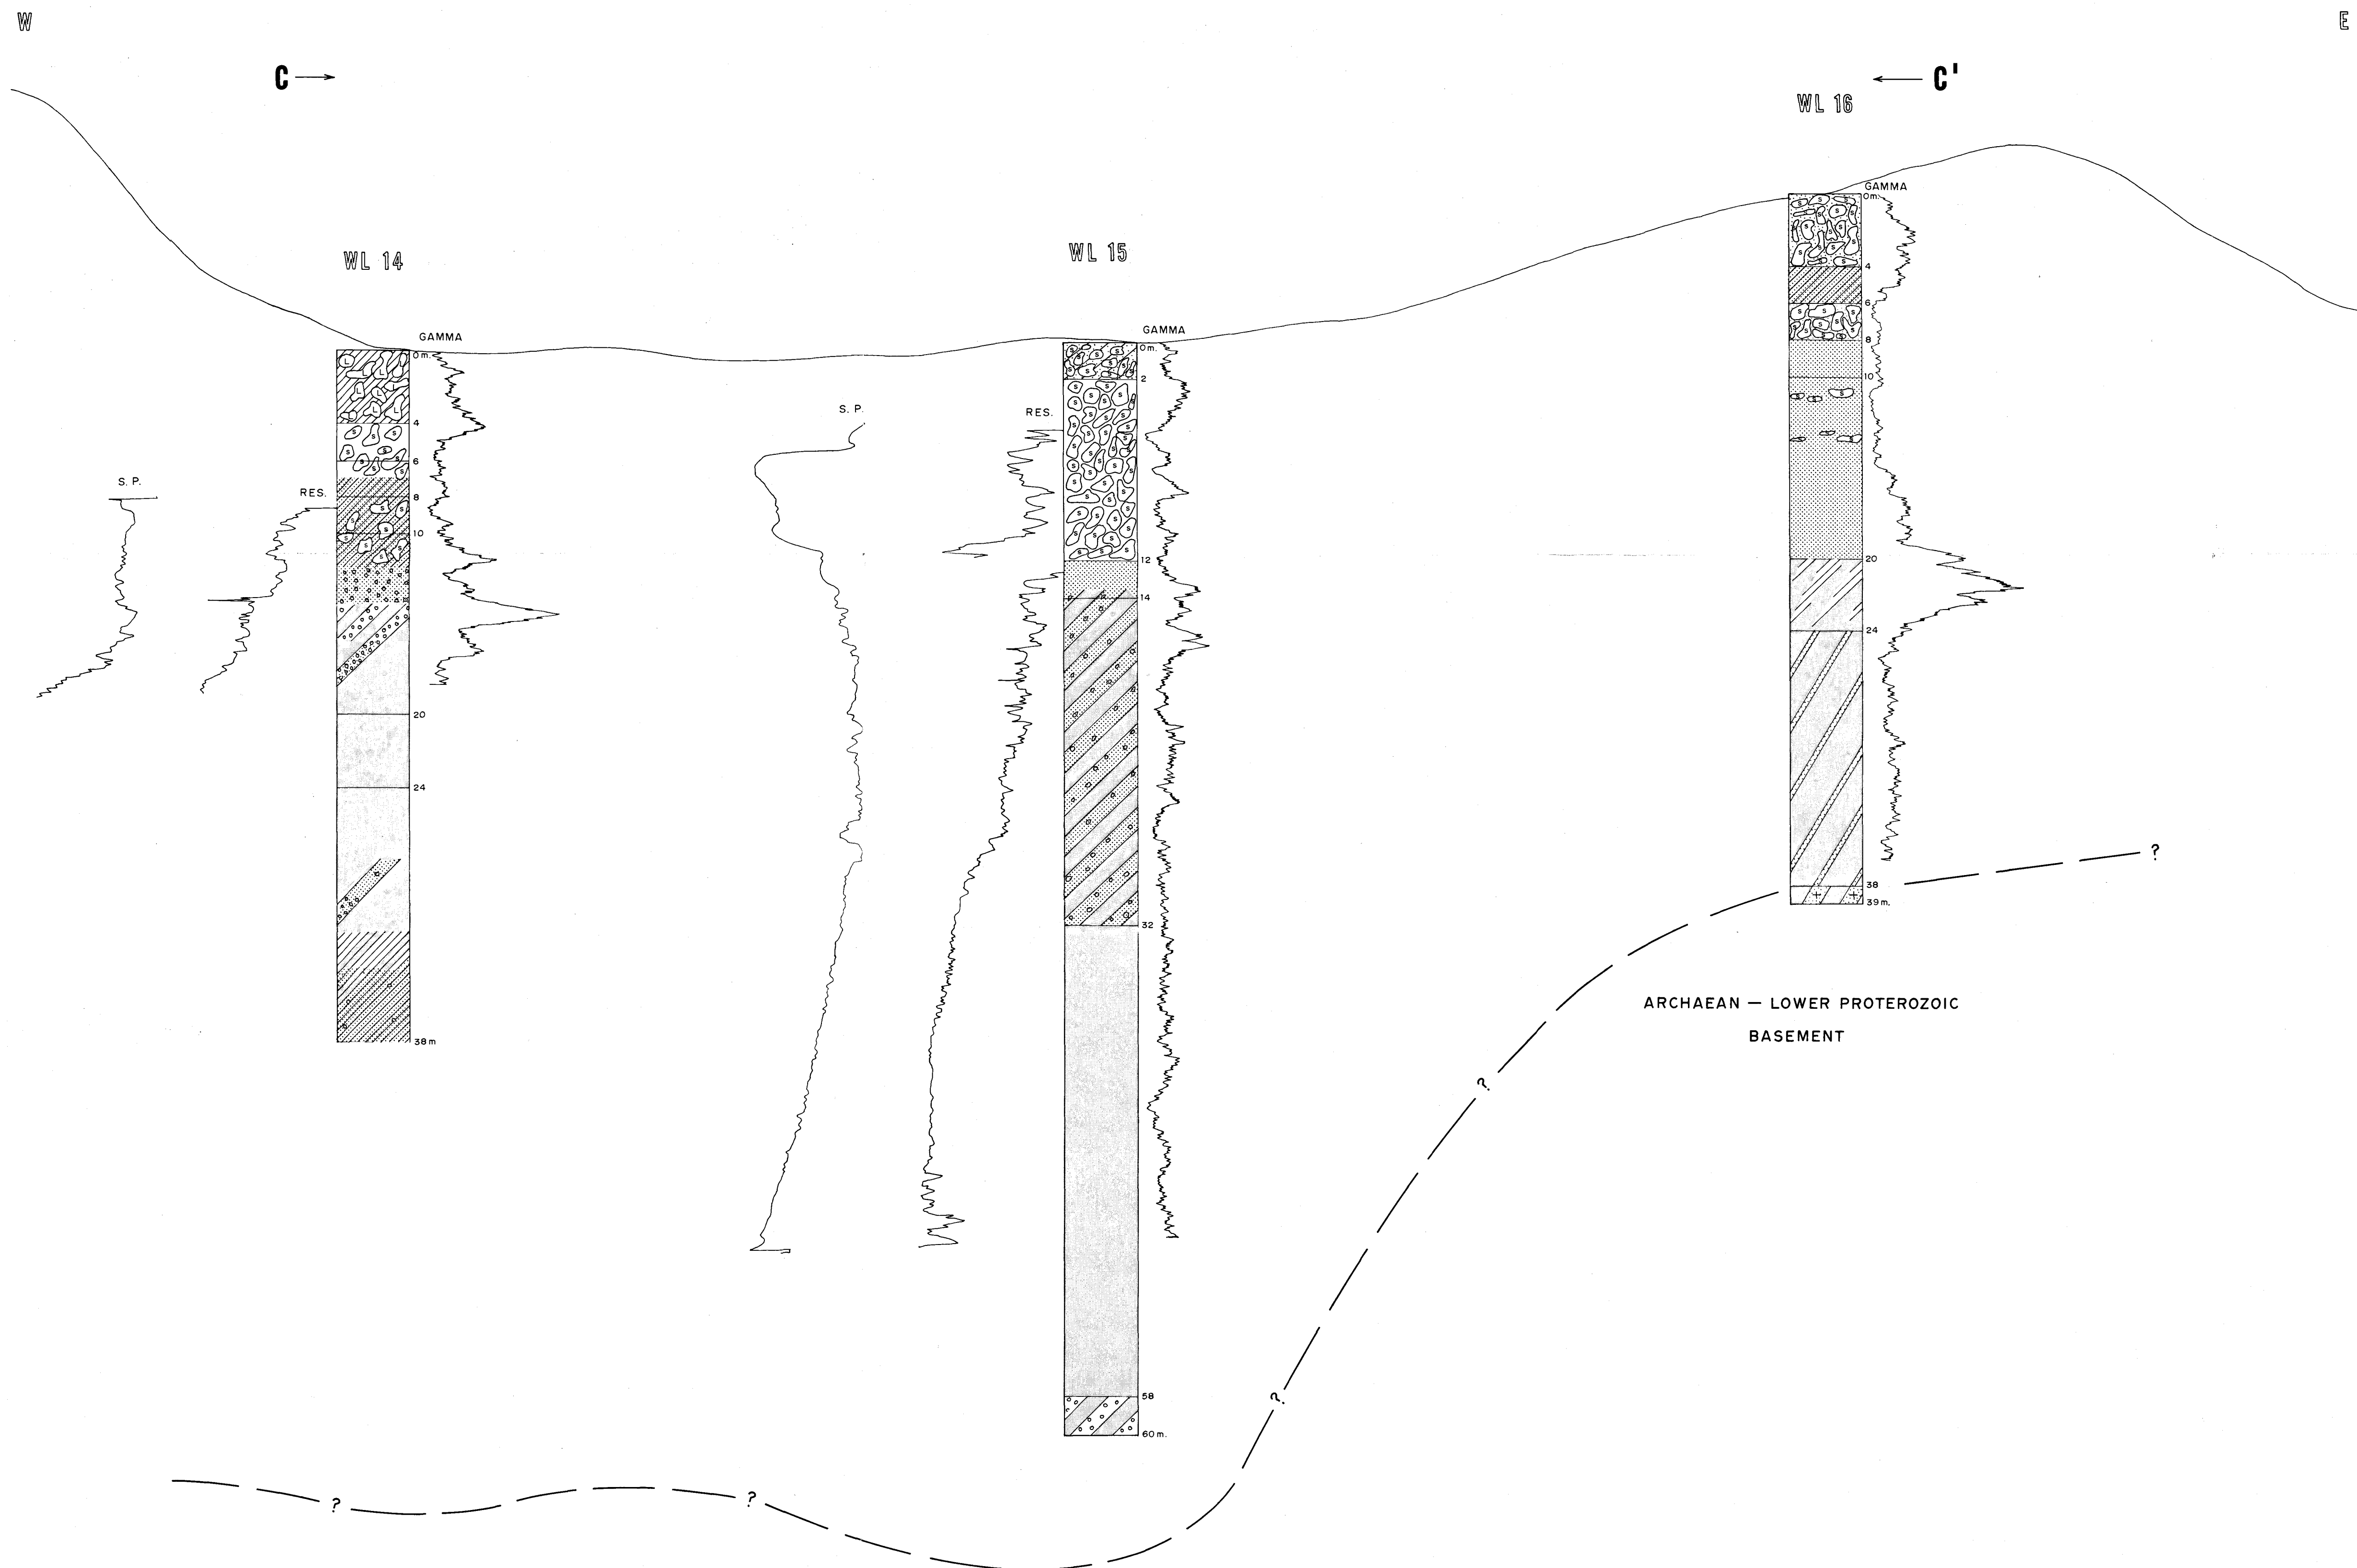 W
E
C
C'
WL 16
GAMMA
0m.
4
6
8
10
20
24
38
39m.
WL 15
GAMMA
0m.
2
12
14
32
58
60m.
S. P.
RES.
WL 14
GAMMA
0m.
4
6
8
10
20
24
38m
S. P.
RES.
?
ARCHAEAN — LOWER PROTEROZOIC
BASEMENT
?
?
?
?